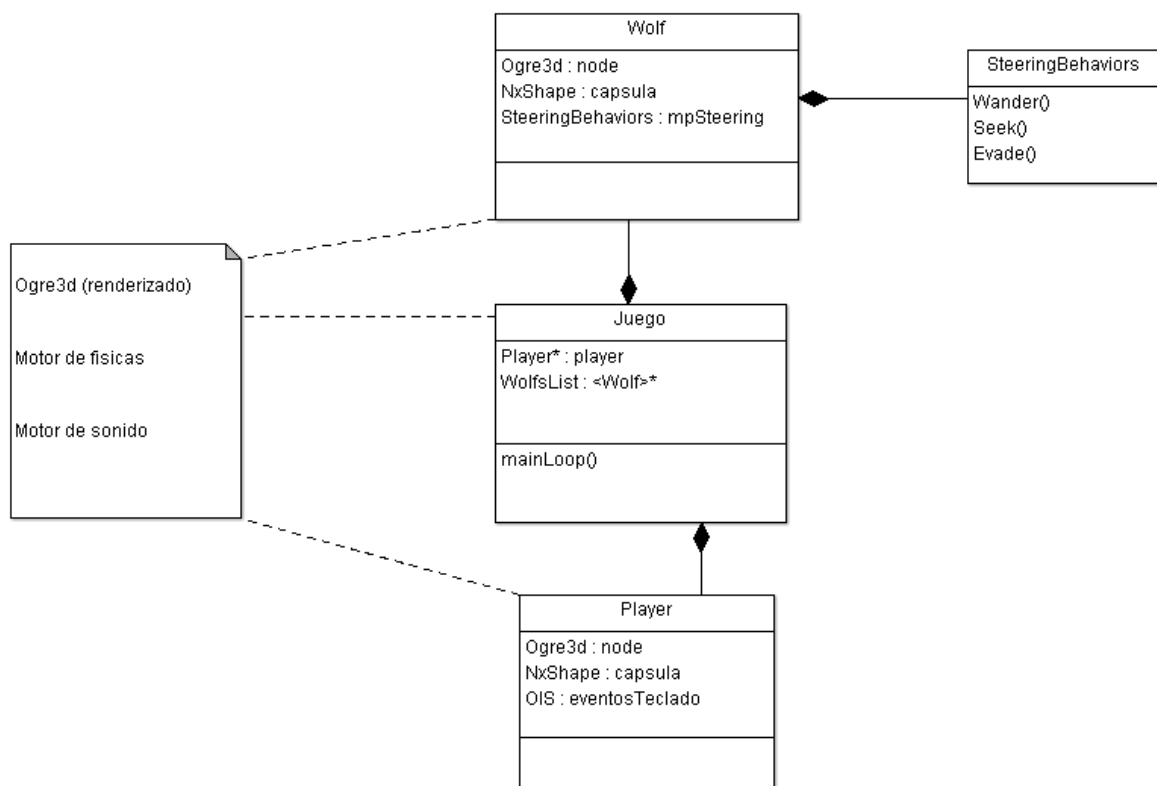 Wolf
Ogre3d : node
NxShape : capsula
SteeringBehaviors : mpSteering
SteeringBehaviors
Wander()
Seek()
Evade()
Ogre3d (renderizado)
Motor de fisicas
Motor de sonido
Juego
Player* : player
WolfsList : <Wolf>*
mainLoop()
Player
Ogre3d : node
NxShape : capsula
OIS : eventosTeclado